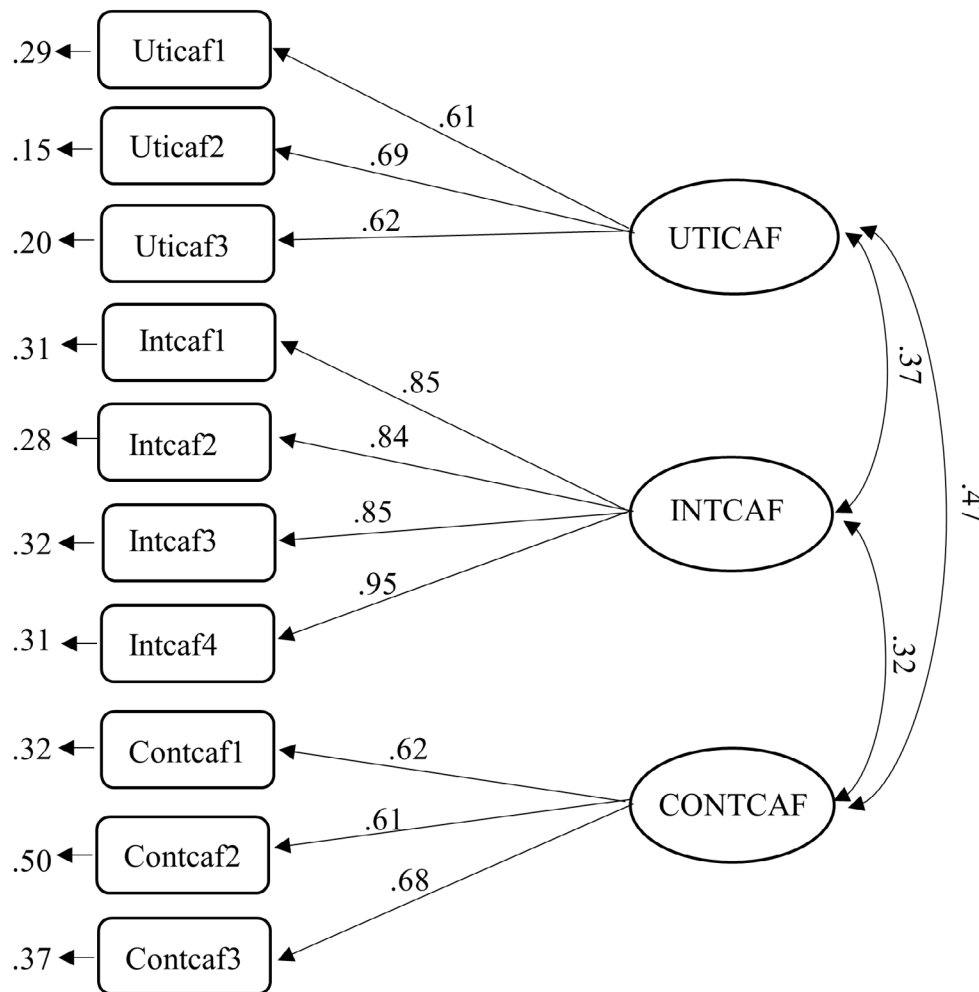 .29
Uticaf1
.61
.15
Uticaf2
.69
.20
Uticaf3
.62
UTICAF
.31
Intcaf1
.85
.37
.28
Intcaf2
.84
.32
Intcaf3
.85
INTCAF
.47
.31
Intcaf4
.95
.32
.32
Contcaf1
.62
CONTCAF
.50
Contcaf2
.61
.37
Contcaf3
.68